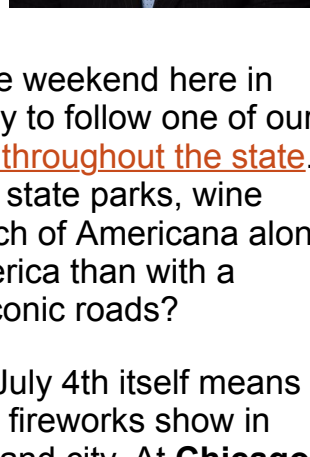 e weekend here in
y to follow one of our
throughout the state.
state parks, wine
ch of Americana alon
erica than with a
conic roads?
July 4th itself means
fireworks show in
and city. At Chicago